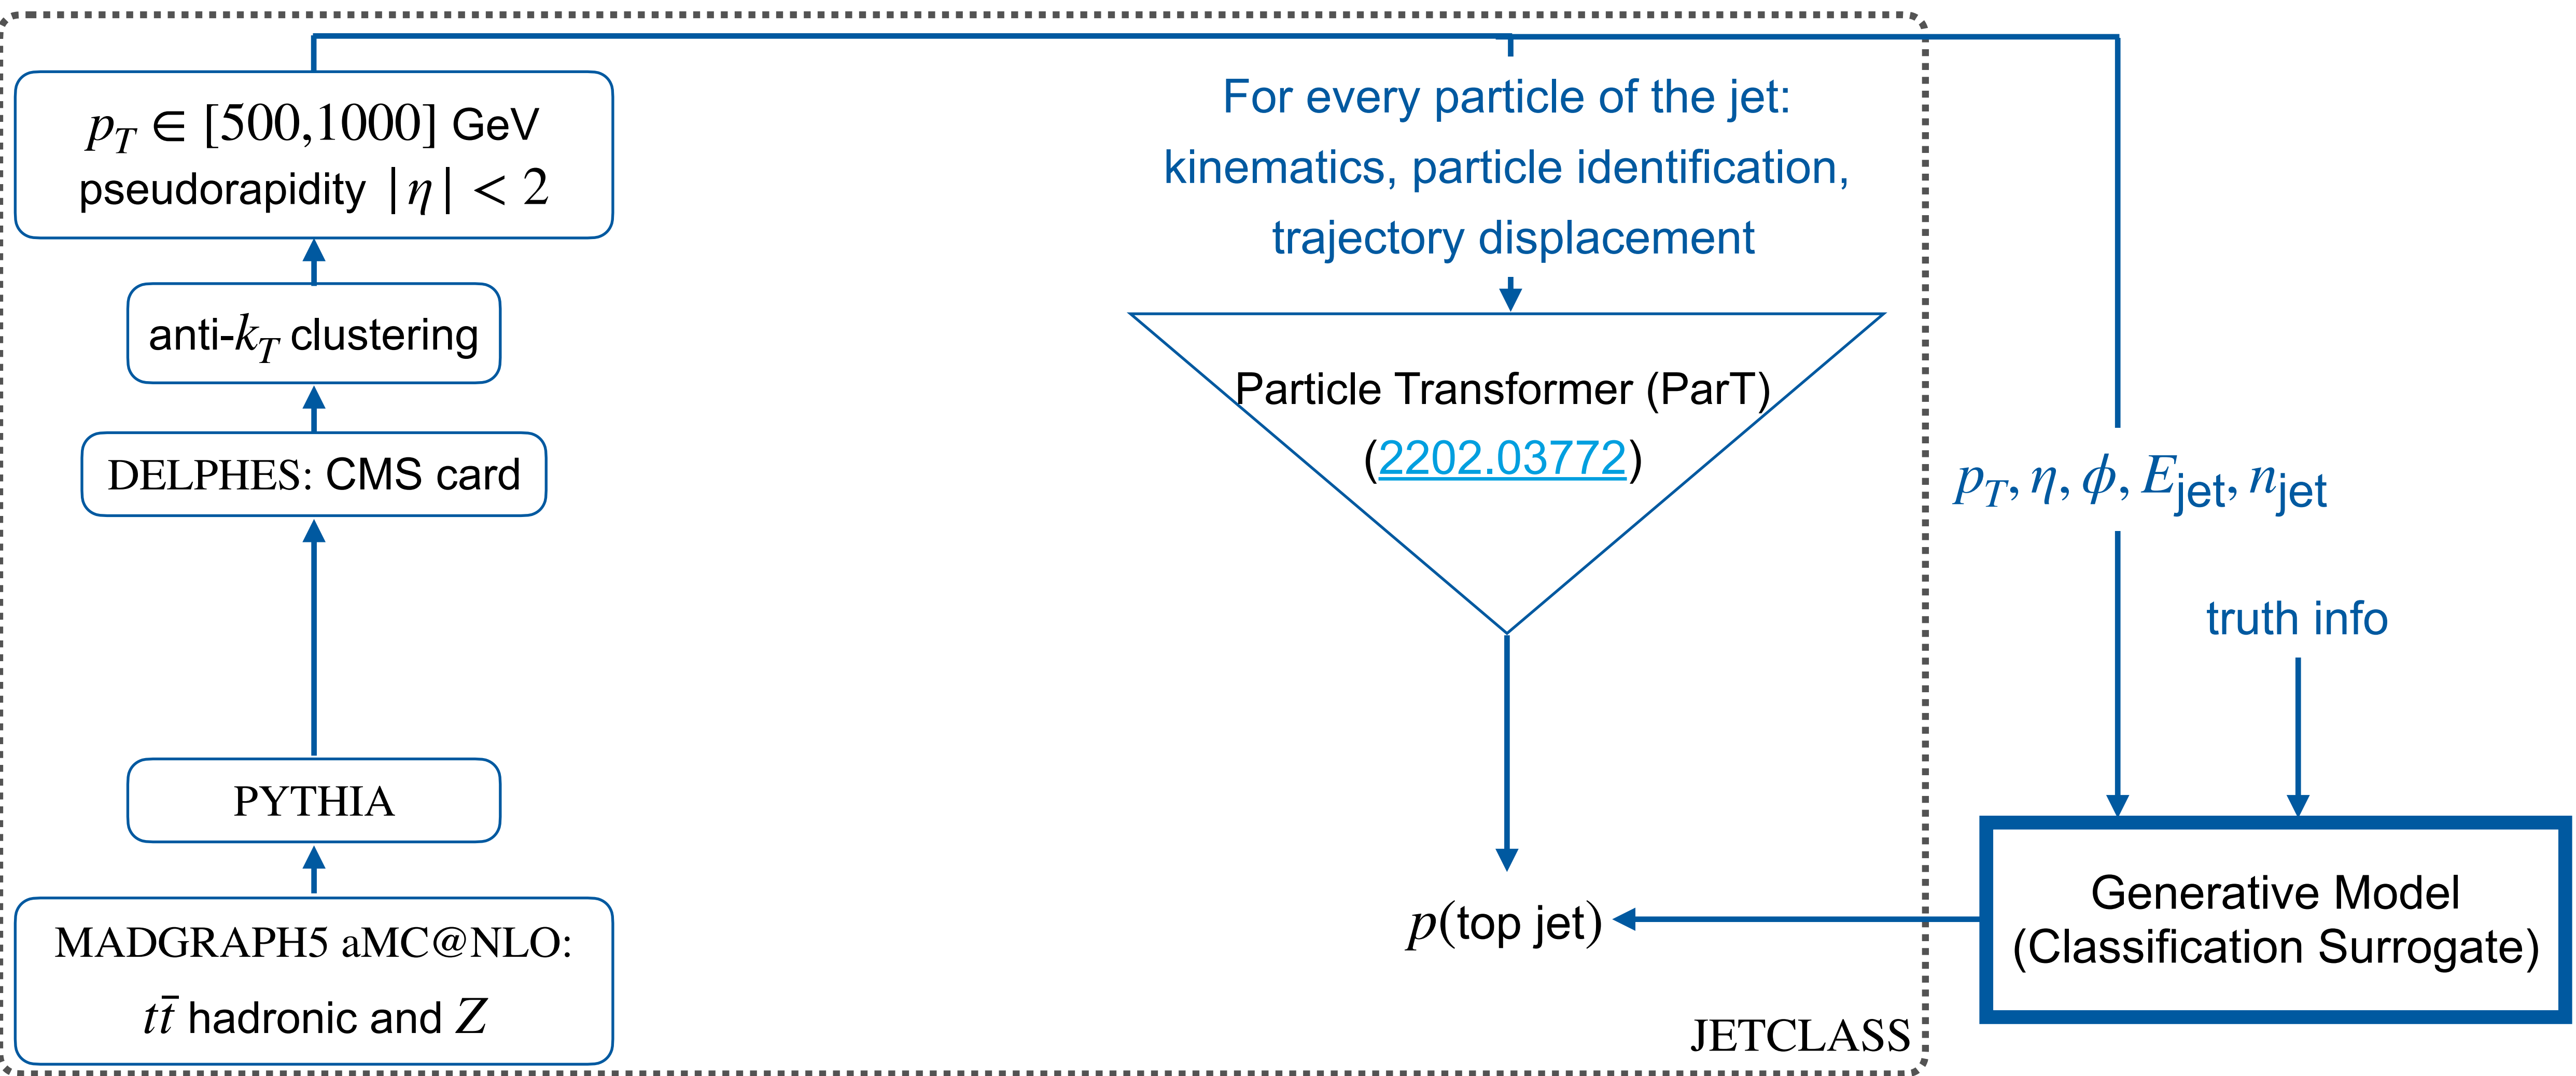 p_T ∈ [500,1000] GeV
pseudorapidity |η| < 2
anti-k_T clustering
DELPHES: CMS card
PYTHIA
MADGRAPH5 aMC@NLO:
tt̄ hadronic and Z
For every particle of the jet:
kinematics, particle identification,
trajectory displacement
Particle Transformer (ParT)
(2202.03772)
p(top jet)
JETCLASS
p_T, η, ϕ, E_jet, n_jet
truth info
Generative Model
(Classification Surrogate)